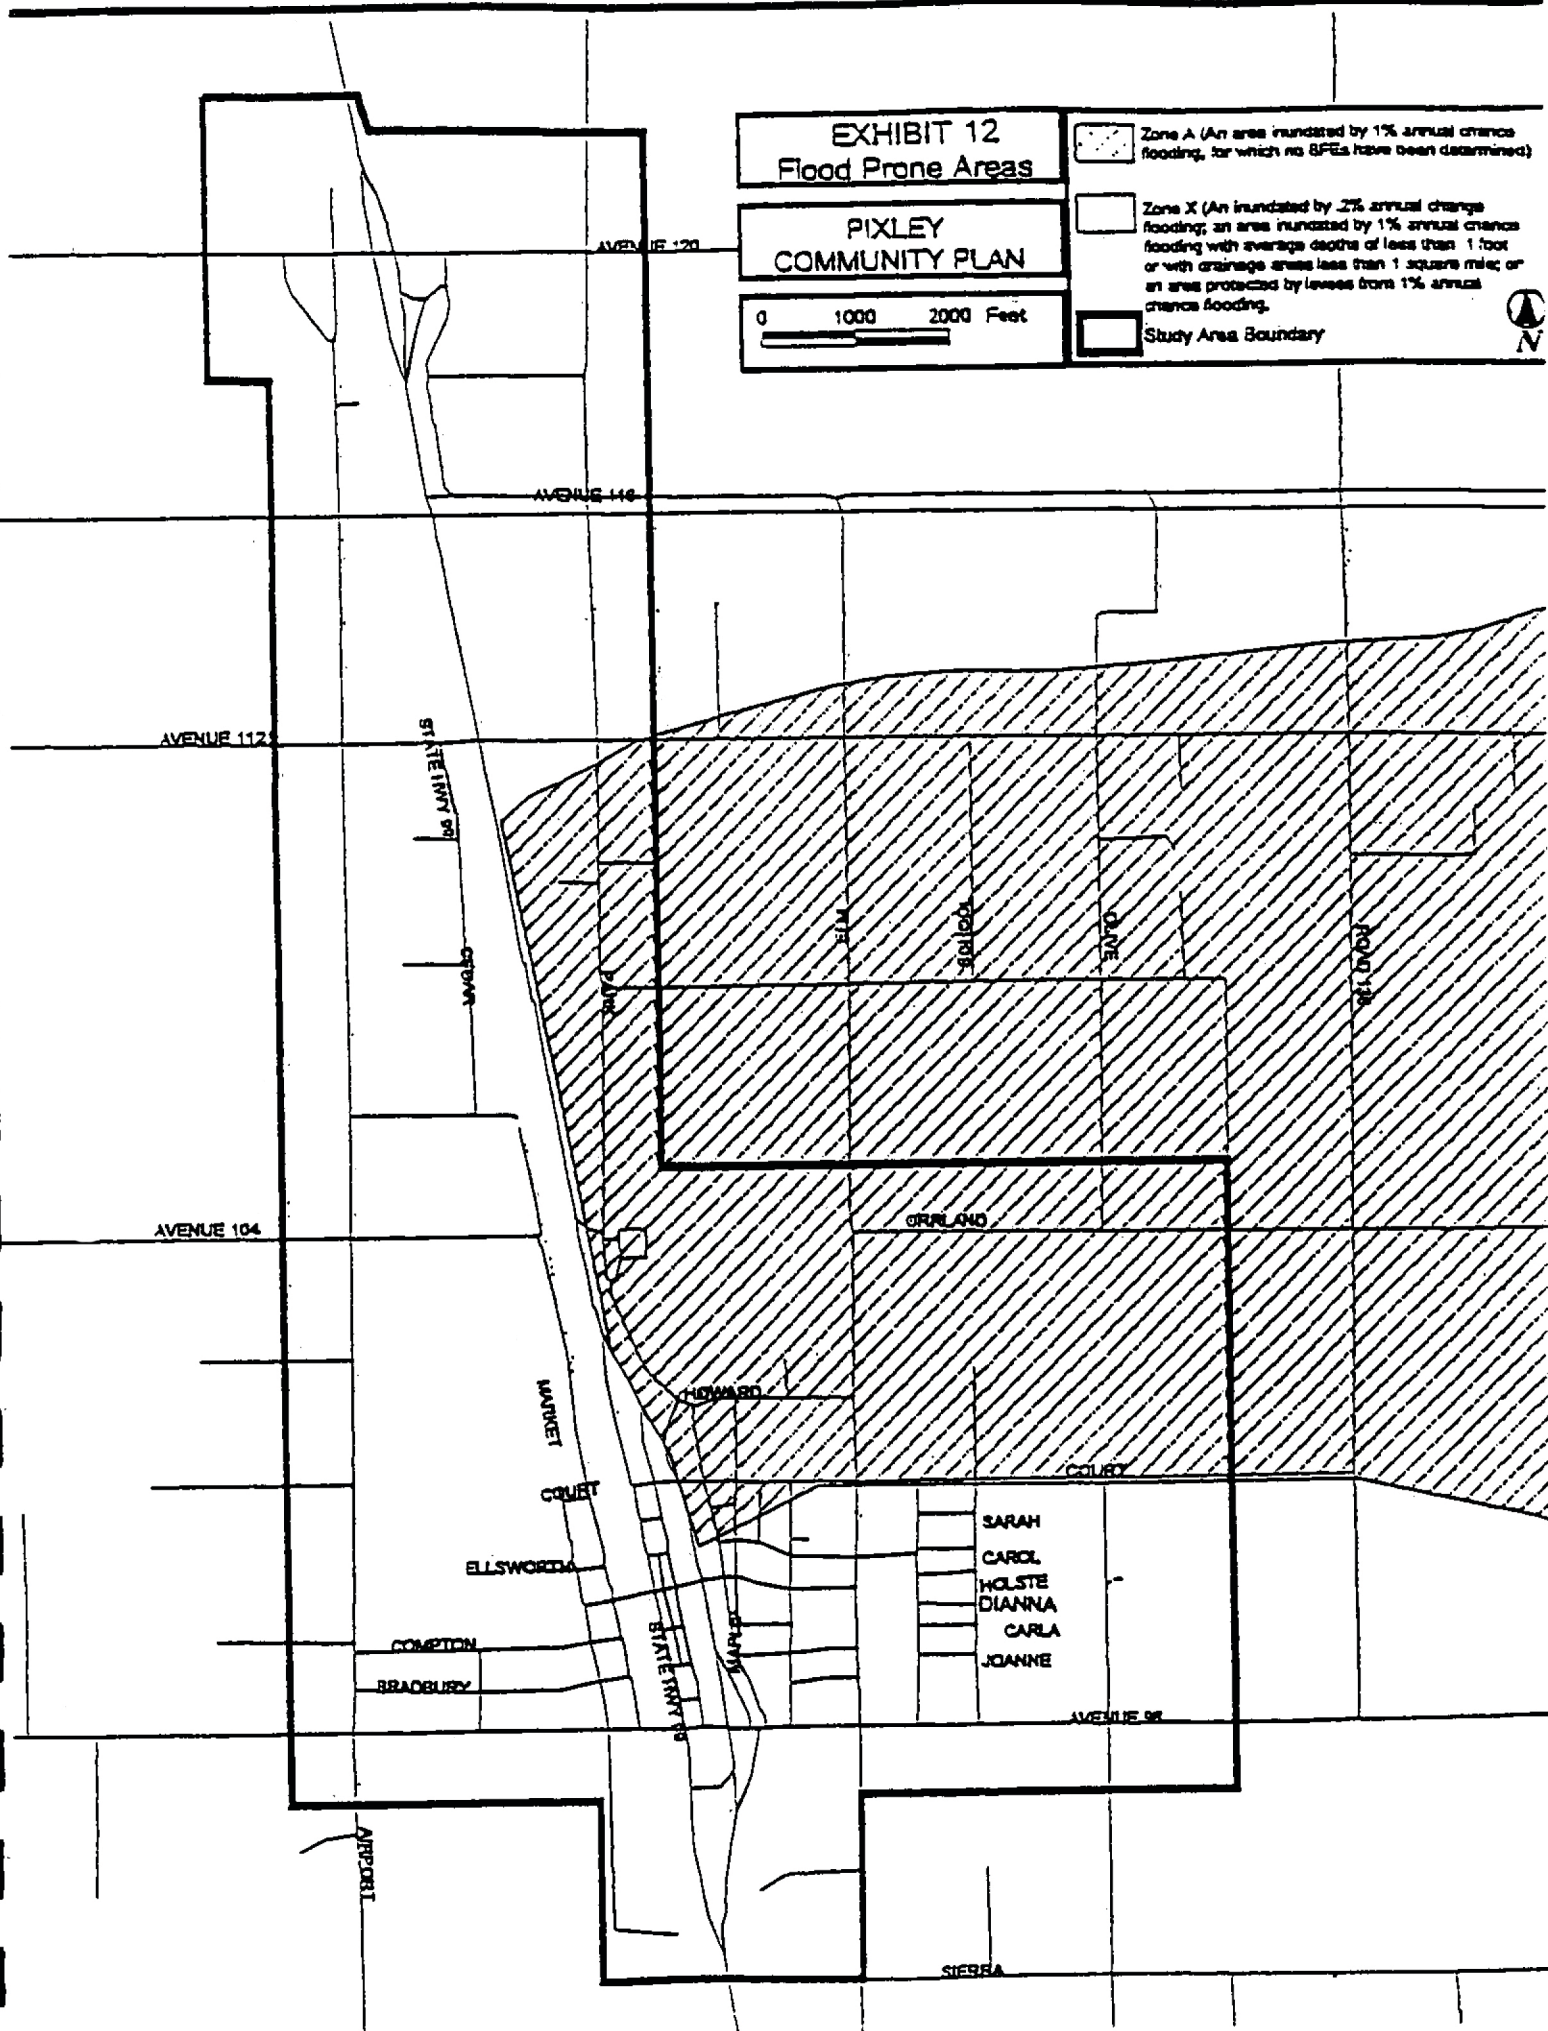 EXHIBIT 12
Flood Prone Areas
PIXLEY
COMMUNITY PLAN
0 1000 2000 Feet
Zone A (An area inundated by 1% annual chance
flooding, for which no BFEs have been determined)
Zone X (An inundated by .2% annual change
flooding; an area inundated by 1% annual chance
flooding with average depths of less than 1 foot
or with drainage areas less than 1 square mile; or
an area protected by levees from 1% annual
chance flooding.
Study Area Boundary
N
AVENUE 120
AVENUE 116
AVENUE 112
STATE HWY 99
CEDAR
PARK
OLIVE
AVENUE 104
ORRLAND
HOWARD
MARKET
COURT
COURT
SARAH
ELLSWORTH
CAROL
HOLSTE
DIANNA
CARLA
JOANNE
COMPTON
BRADBURY
STATE HWY 99
MAPLE
AVENUE 96
AIRPORT
SIERRA